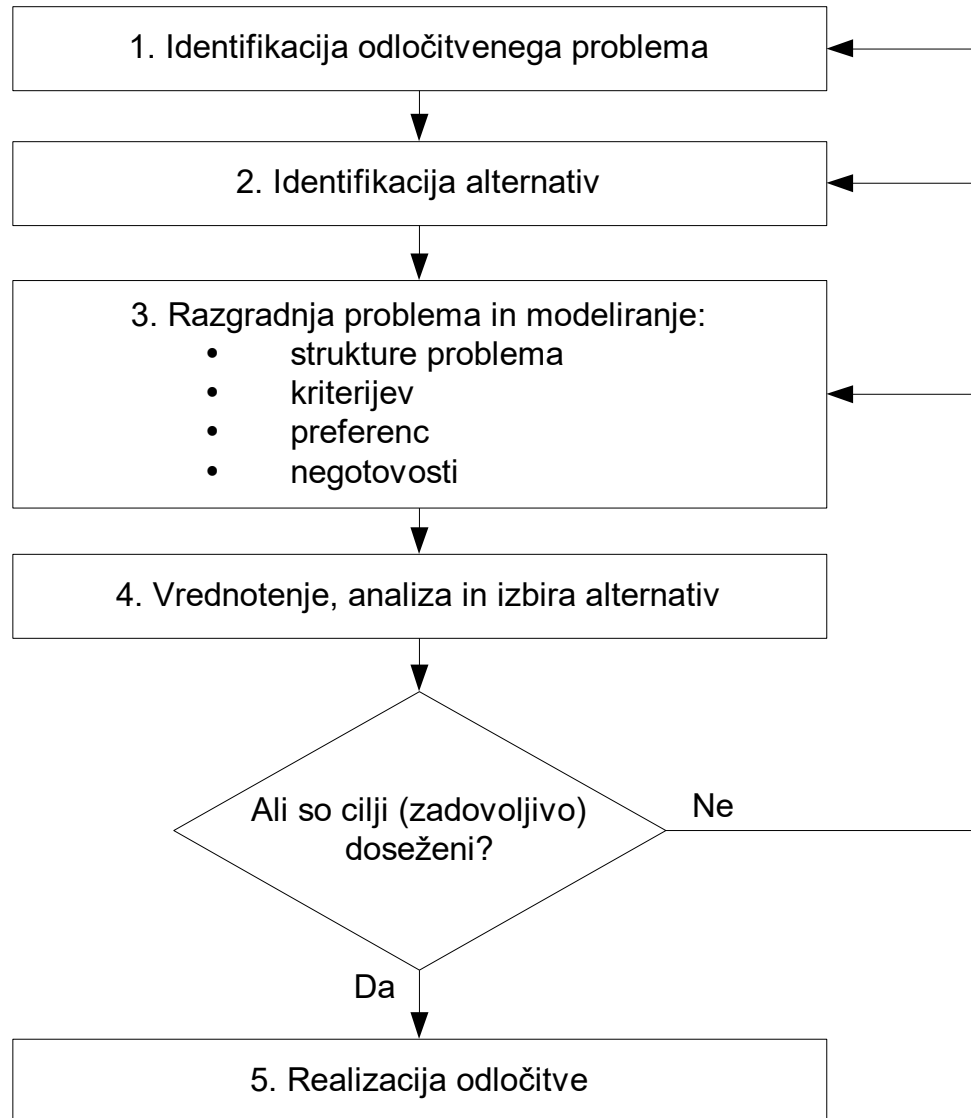 1. Identifikacija odločitvenega problema
2. Identifikacija alternativ
3. Razgradnja problema in modeliranje:
• strukture problema
• kriterijev
• preferenc
• negotovosti
4. Vrednotenje, analiza in izbira alternativ
Ali so cilji (zadovoljivo)
doseženi?
Ne
Da
5. Realizacija odločitve